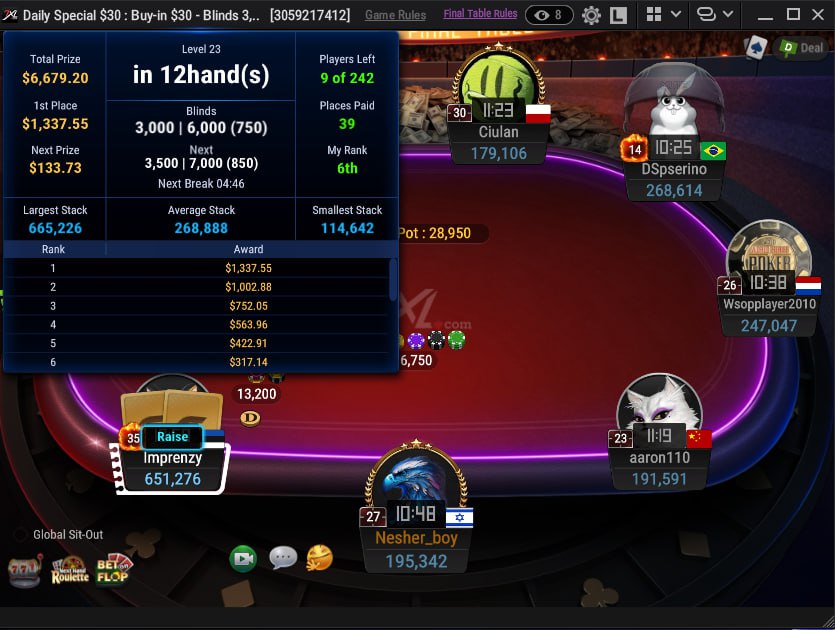 Daily Special $30 : Buy-in $30 - Blinds 3,.. [3059217412] Game Rules Final Table Rules 8
Total Prize
$6,679.20
1st Place
$1,337.55
Next Prize
$133.73
Level 23
in 12hand(s)
Blinds
3,000 | 6,000 (750)
Next
3,500 | 7,000 (850)
Next Break 04:46
Players Left
9 of 242
Places Paid
39
My Rank
6th
Largest Stack
665,226
Average Stack
268,888
Smallest Stack
114,642
Rank Award
1 $1,337.55
2 $1,002.88
3 $752.05
4 $563.96
5 $422.91
6 $317.14
Deal
30 11:23
Ciulan
179,106
14 10:25
DSpserino
268,614
Pot : 28,950
POKER
26 10:38
Wsopplayer2010
247,047
XL
.com
6,750
13,200
D
35 Raise
Imprenzy
651,276
23 11:19
aaron110
191,591
27 10:48
Nesher_boy
195,342
Global Sit-Out
777
Next Hand
Roulette
BET
ON
FLOP